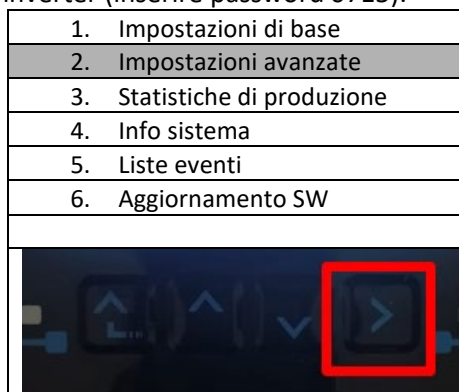 inverter (inserire password
1. Impostazioni di base
2. Impostazioni avanzate
3. Statistiche di produzione
4. Info sistema
5. Liste eventi
6. Aggiornamento SW